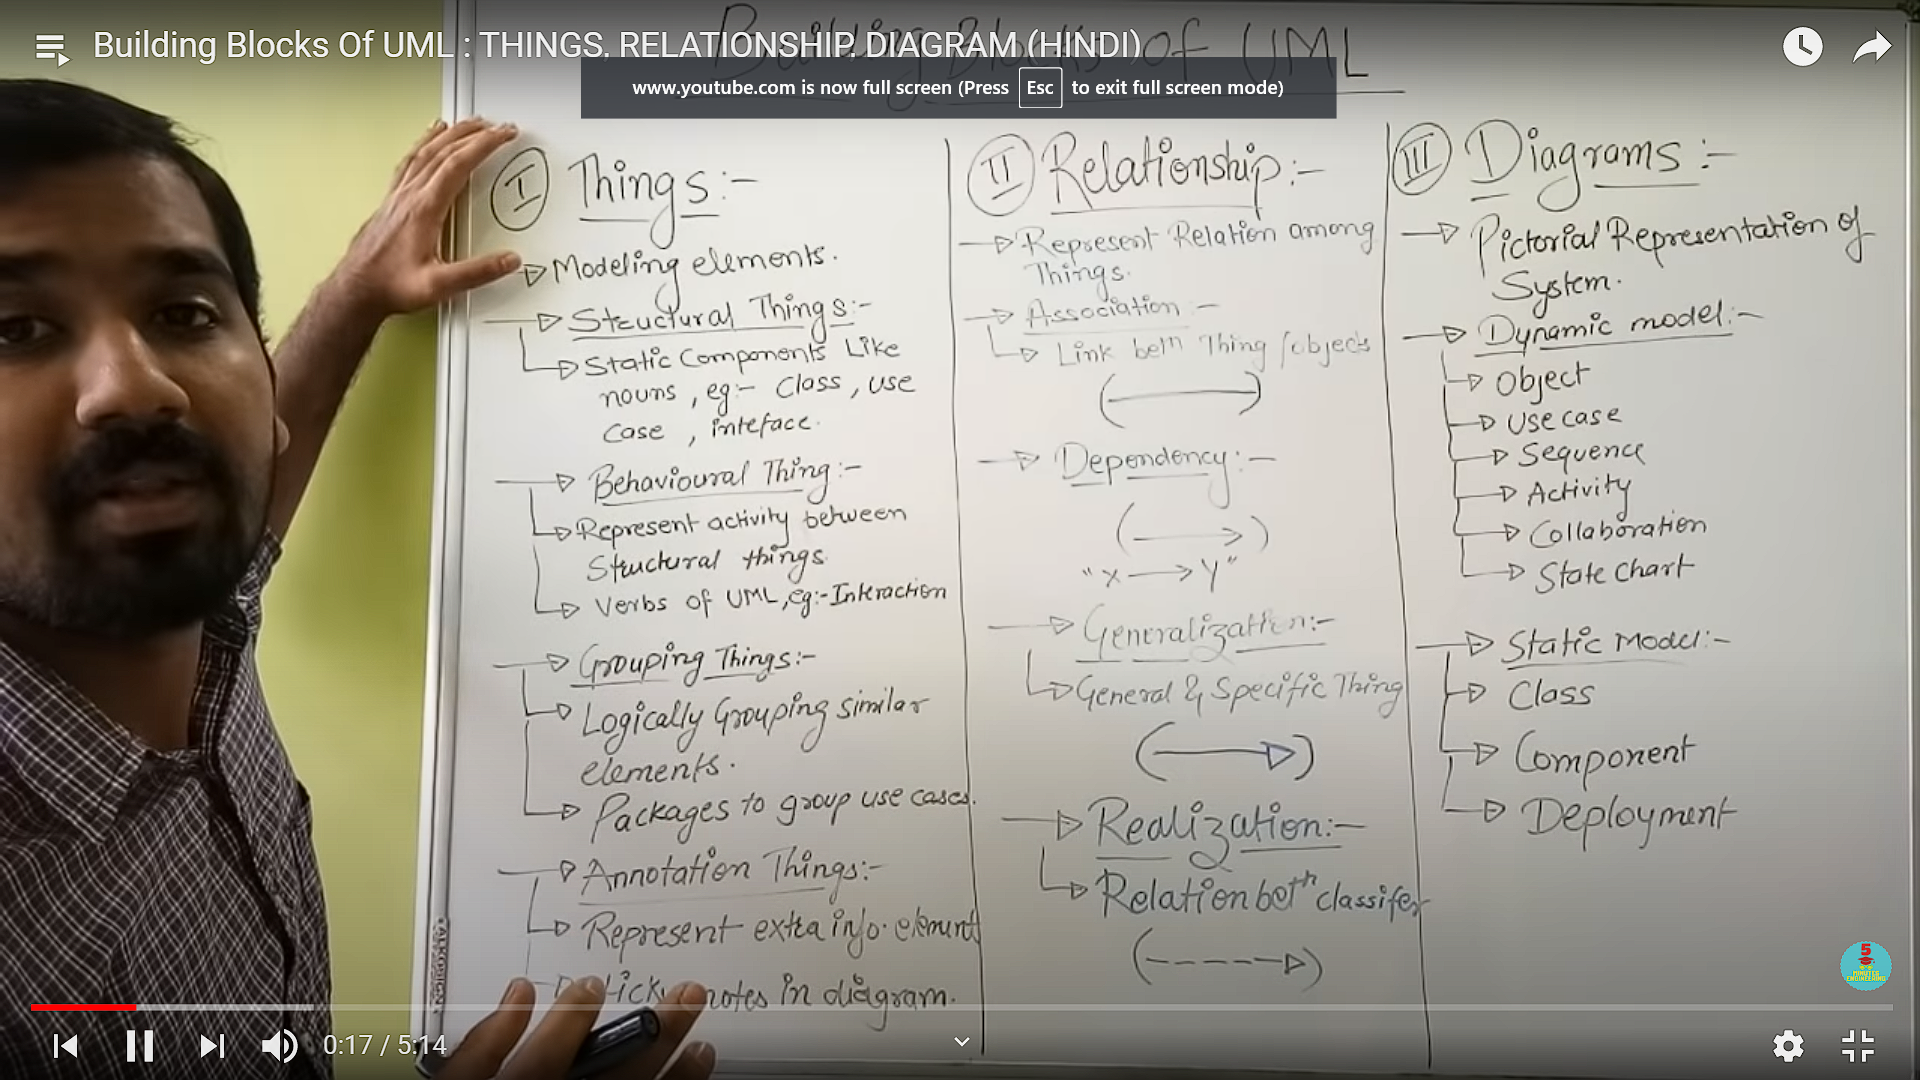 Building Blocks Of UML : THINGS, RELATIONSHIP, DIAGRAM (HINDI)
Building Blocks of UML
www.youtube.com is now full screen (Press Esc to exit full screen mode)
I Things:-
Modeling elements.
Structural Things:-
Static Components Like
nouns, eg:- Class, use
case, inteface.
Behavioural Thing:-
Represent activity between
Structural things.
Verbs of UML, eg:- Interaction
Grouping Things:-
Logically Grouping similar
elements.
Packages to group use cases.
Annotation Things:-
Represent extra info. element
notes in diagram.
II Relationship:-
Represent Relation among
Things.
Association:-
Link betn Thing/objects
Dependency:-
"X → Y"
Generalization:-
General & Specific Thing
Realization:-
Relation betth classifer
III Diagrams:-
Pictorial Representation of
System.
Dynamic model:-
Object
Use case
Sequence
Activity
Collaboration
State Chart
Static Model:-
Class
Component
Deployment
5
MINUTES
ENGINEERING
0:17 / 5:14